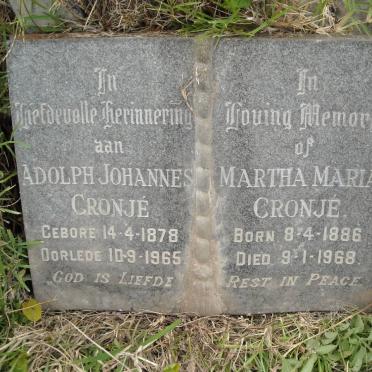 In
Liefdevolle Herinnering
aan
ADOLPH JOHANNES
CRONJÉ
GEBORE 14-4-1878
OORLEDE 10-9-1965
GOD IS LIEFDE
In
Loving Memory
of
MARTHA MARIA
CRONJÉ.
BORN 8-4-1886
DIED 9-1-1968.
REST IN PEACE